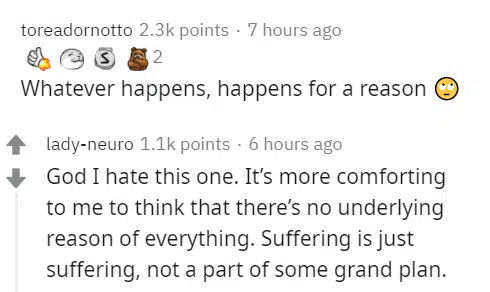 toreadornotto 2.3k points · 7 hours ago
S 2
Whatever happens, happens for a reason 🙄
lady-neuro 1.1k points · 6 hours ago
God I hate this one. It's more comforting
to me to think that there's no underlying
reason of everything. Suffering is just
suffering, not a part of some grand plan.